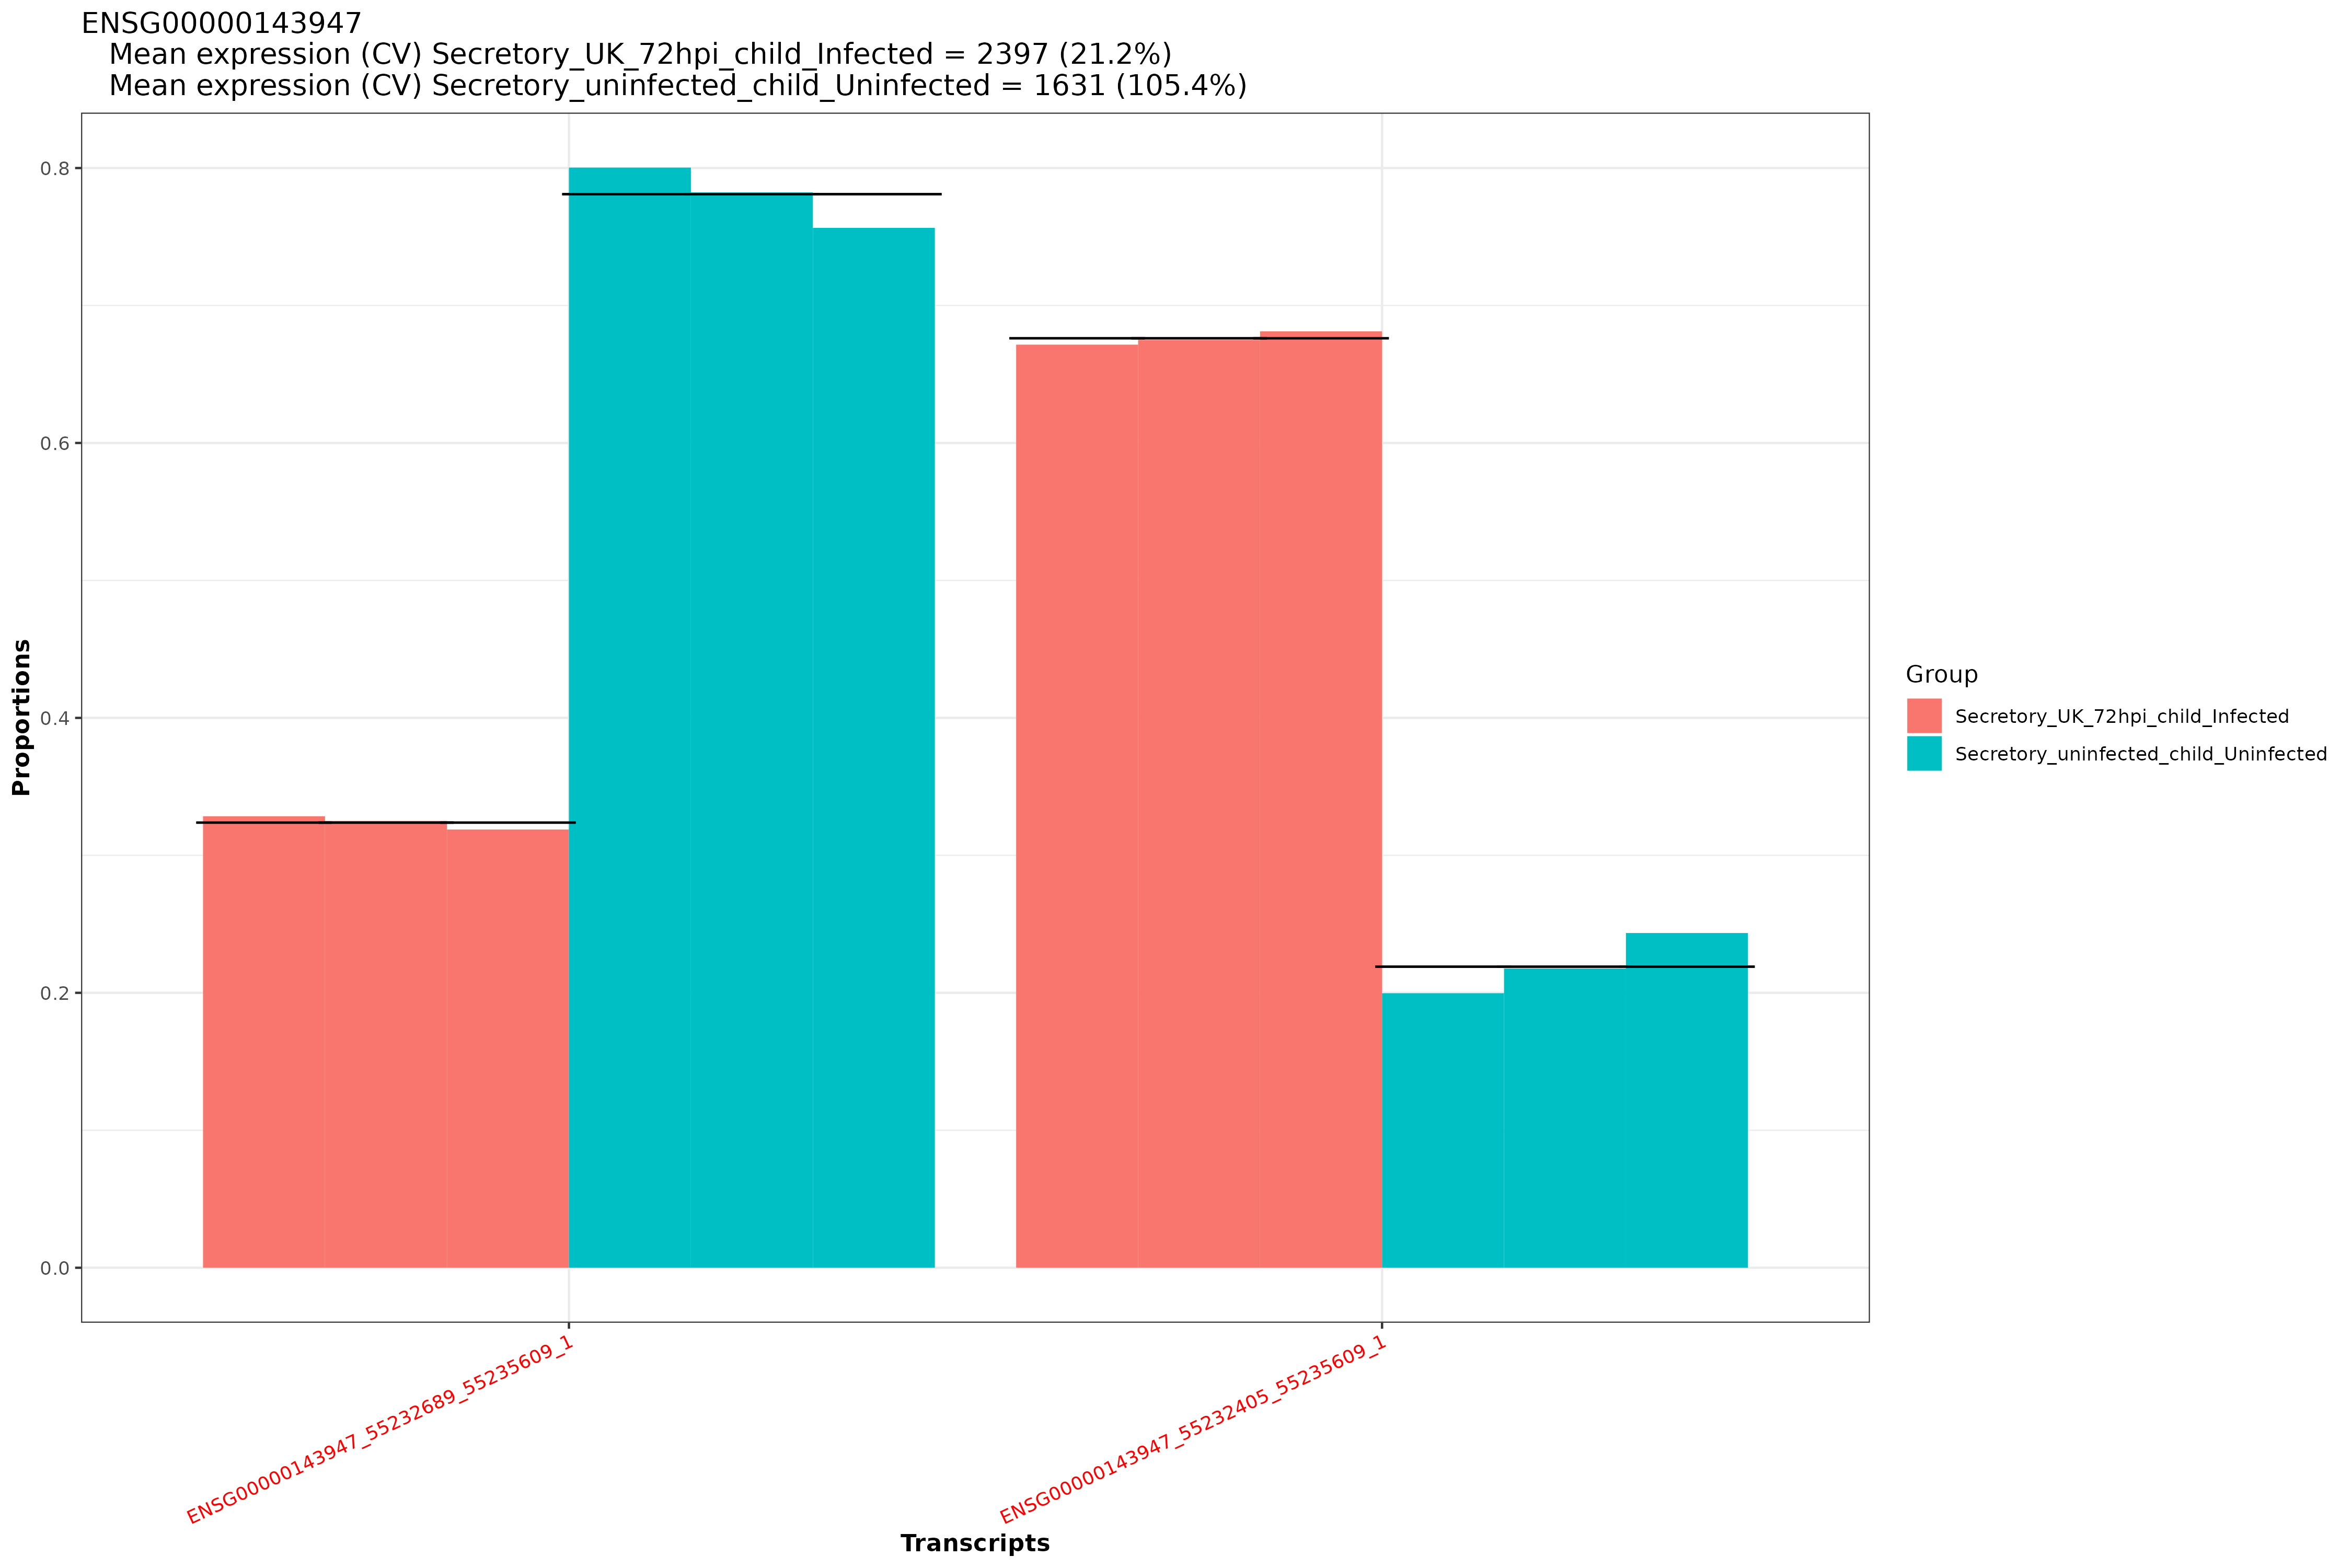 ENSG00000143947
Mean expression (CV) Secretory_UK_72hpi_child_Infected = 2397 (21.2%)
Mean expression (CV) Secretory_uninfected_child_Uninfected = 1631 (105.4%)
Proportions
0.8
0.6
0.4
0.2
0.0
ENSG00000143947_55232689_55235609_1
ENSG00000143947_55232405_55235609_1
Transcripts
Group
Secretory_UK_72hpi_child_Infected
Secretory_uninfected_child_Uninfected